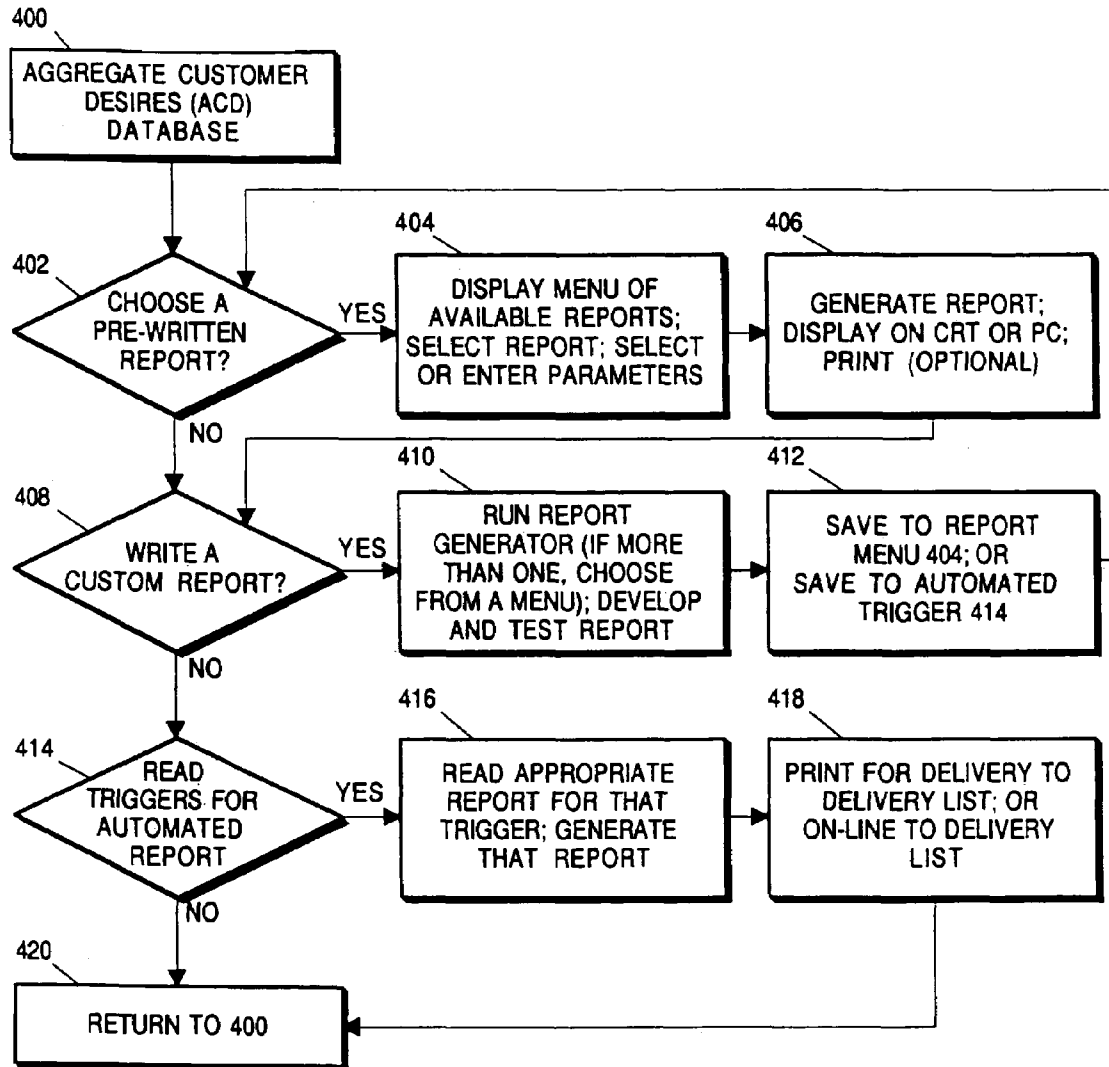 400
AGGREGATE CUSTOMER
DESIRES (ACD)
DATABASE
402
CHOOSE A
PRE-WRITTEN
REPORT?
YES
NO
404
DISPLAY MENU OF
AVAILABLE REPORTS;
SELECT REPORT; SELECT
OR ENTER PARAMETERS
406
GENERATE REPORT;
DISPLAY ON CRT OR PC;
PRINT (OPTIONAL)
408
WRITE A
CUSTOM REPORT?
YES
NO
410
RUN REPORT
GENERATOR (IF MORE
THAN ONE, CHOOSE
FROM A MENU); DEVELOP
AND TEST REPORT
412
SAVE TO REPORT
MENU 404; OR
SAVE TO AUTOMATED
TRIGGER 414
414
READ
TRIGGERS FOR
AUTOMATED
REPORT
YES
NO
416
READ APPROPRIATE
REPORT FOR THAT
TRIGGER; GENERATE
THAT REPORT
418
PRINT FOR DELIVERY TO
DELIVERY LIST; OR
ON-LINE TO DELIVERY
LIST
420
RETURN TO 400